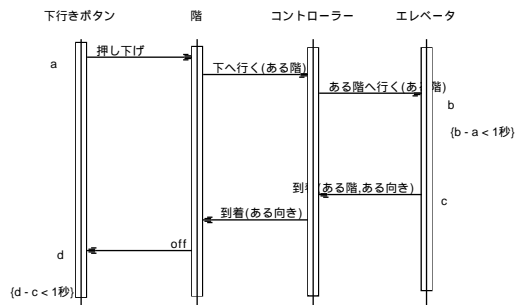 下行きボタン 階 コントローラー エレベータ
押し下げ
a
下へ行く(ある階)
ある階へ行く(ある階)
b
{b - a < 1秒}
到着(ある階,ある向き)
c
到着(ある向き)
off
d
{d - c < 1秒}